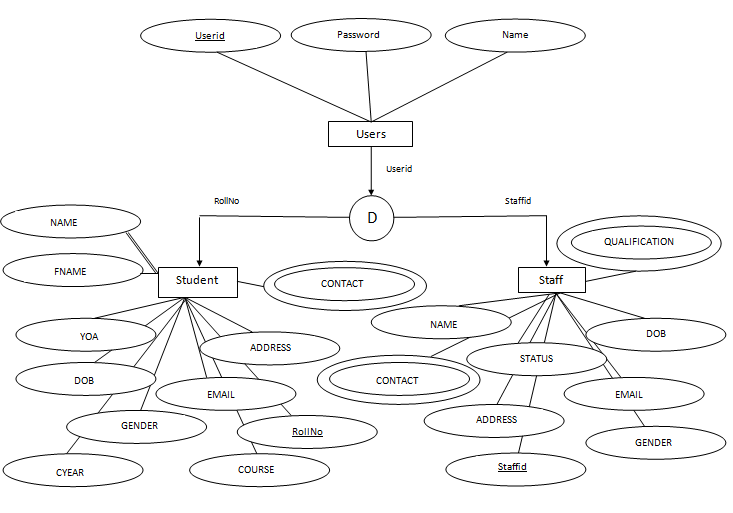 Userid
Password
Name
Users
Userid
D
RollNo
Staffid
NAME
FNAME
Student
CONTACT
Staff
QUALIFICATION
YOA
ADDRESS
NAME
DOB
STATUS
DOB
EMAIL
CONTACT
EMAIL
GENDER
RollNo
ADDRESS
GENDER
CYEAR
COURSE
Staffid